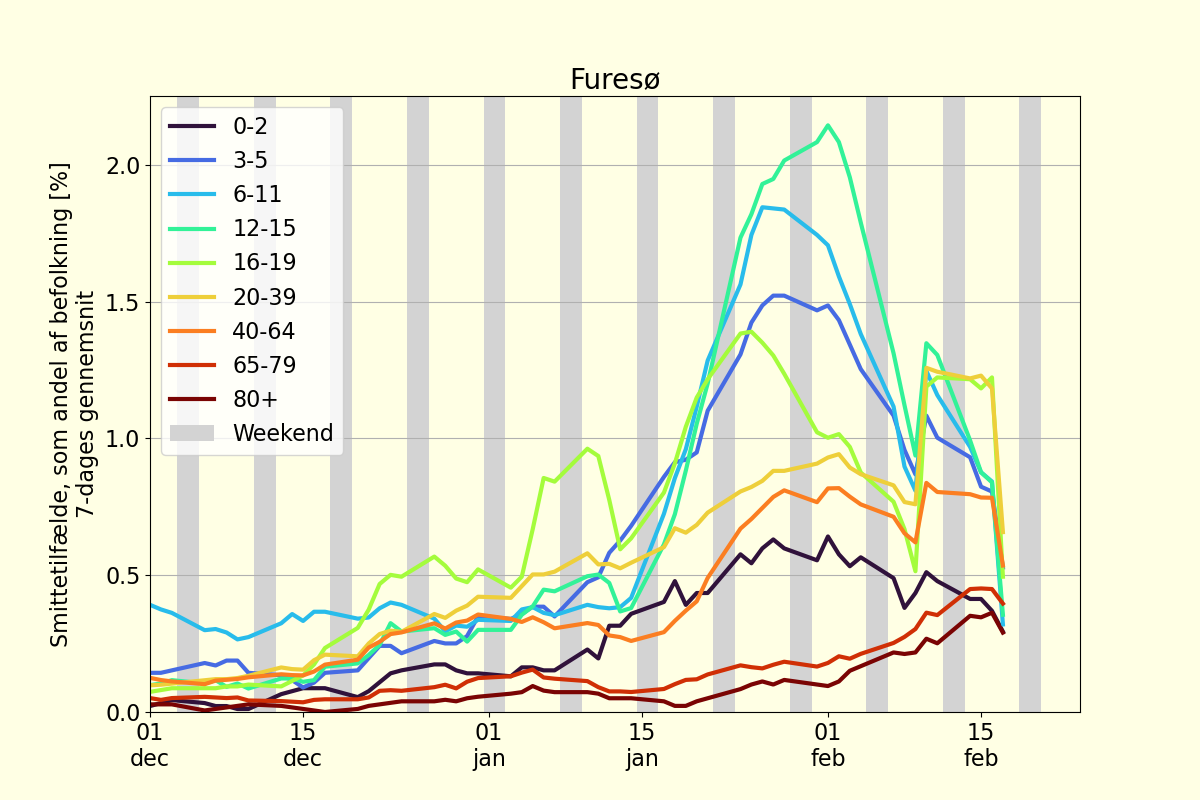 Furesø
Smittetilfælde, som andel af befolkning [%]
7-dages gennemsnit
2.0
1.5
1.0
0.5
0.0
0-2
3-5
6-11
12-15
16-19
20-39
40-64
65-79
80+
Weekend
01
dec
15
dec
01
jan
15
jan
01
feb
15
feb